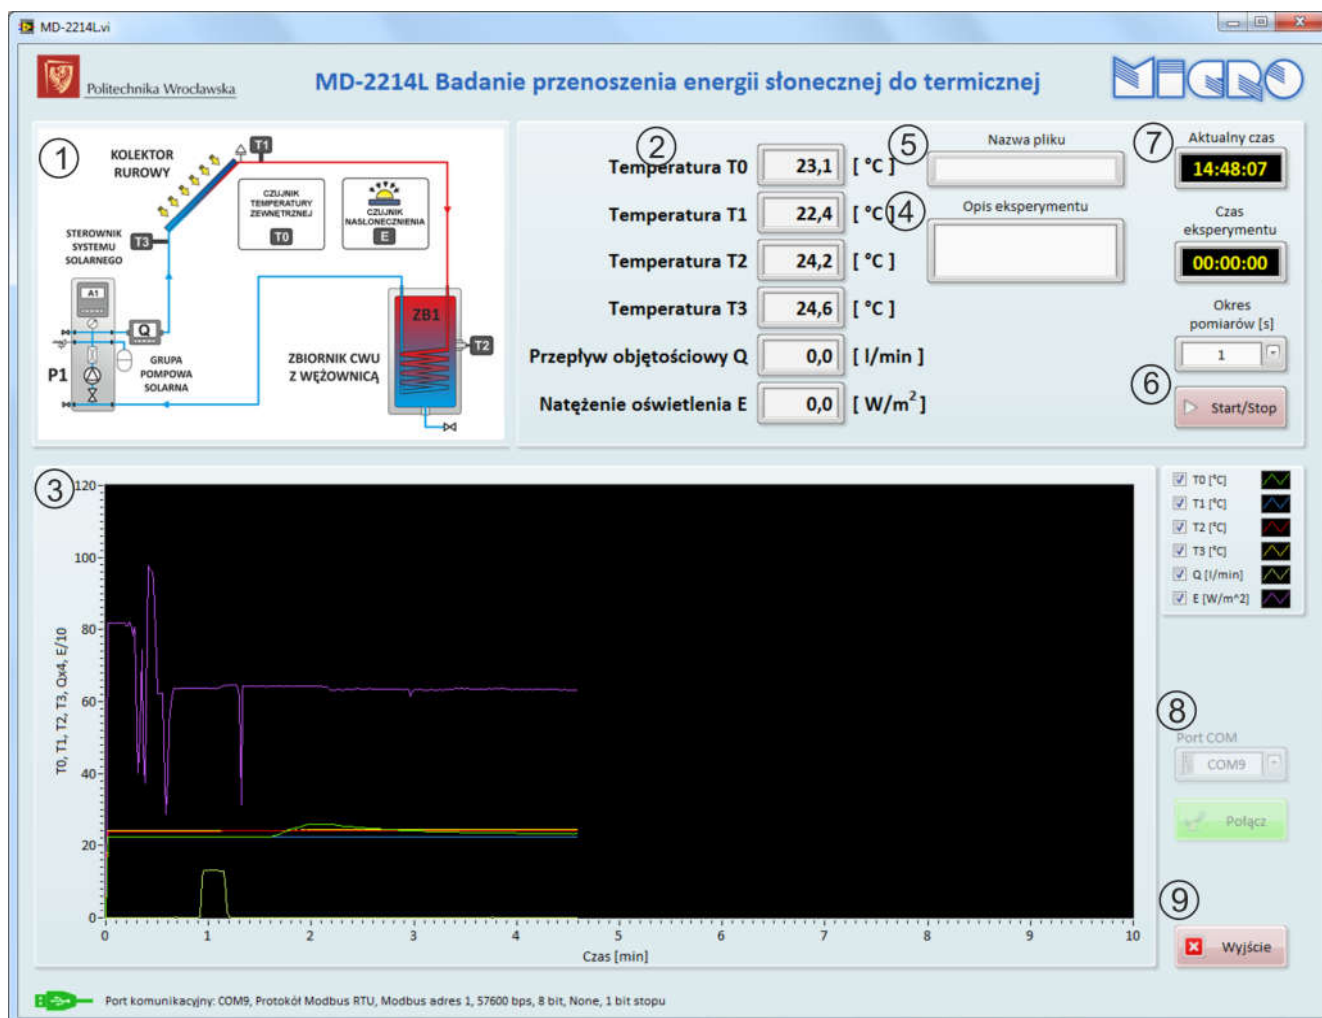 MD-2214L.vi
Politechnika Wrocławska
MD-2214L Badanie przenoszenia energii słonecznej do termicznej
MICRO
1
KOLEKTOR
RUROWY
T1
CZUJNIK
TEMPERATURY
ZEWNĘTRZNEJ
T0
CZUJNIK
NASŁONECZNIENIA
E
STEROWNIK
SYSTEMU
SOLARNEGO
T3
A1
Q
ZB1
T2
P1
GRUPA
POMPOWA
SOLARNA
ZBIORNIK CWU
Z WĘŻOWNICĄ
2
Temperatura T0 23,1 [ °C ]
Temperatura T1 22,4 [ °C ]
Temperatura T2 24,2 [ °C ]
Temperatura T3 24,6 [ °C ]
Przepływ objętościowy Q 0,0 [ l/min ]
Natężenie oświetlenia E 0,0 [ W/m² ]
5
Nazwa pliku
4
Opis eksperymentu
7
Aktualny czas
14:48:07
Czas
eksperymentu
00:00:00
Okres
pomiarów [s]
1
6
Start/Stop
3
T0, T1, T2, T3, Qx4, E/10
120
100
80
60
40
20
0
0 1 2 3 4 5 6 7 8 9 10
Czas [min]
T0 [°C]
T1 [°C]
T2 [°C]
T3 [°C]
Q [l/min]
E [W/m^2]
8
Port COM
COM9
Połącz
9
Wyjście
Port komunikacyjny: COM9, Protokół Modbus RTU, Modbus adres 1, 57600 bps, 8 bit, None, 1 bit stopu